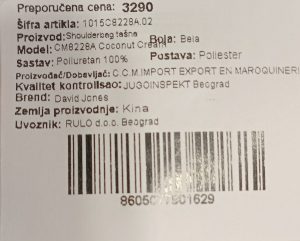 Preporučena cena: 3290
Šifra artikla: 1015C8228A.02
Proizvod: Shoulderbag tašna Boja: Bela
Model: CM8228A Coconut Cream
Sastav: Poliuretan 100% Postava: Poliester
Proizvođač/Dobavljač: C.C.M.IMPORT EXPORT EN MAROQUINERI
Kvalitet kontrolisao: JUGOINSPEKT Beograd
Brend: David Jones
Zemlja proizvodnje: Kina
Uvoznik: RULO d.o.o. Beograd